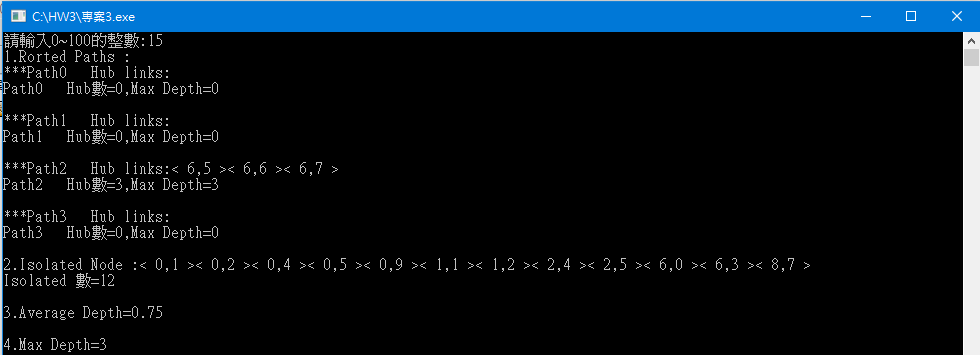 C:\HW3\專案3.exe
請輸入0~100的整數:15
1.Rorted Paths :
***Path0   Hub links:
Path0   Hub數=0,Max Depth=0
***Path1   Hub links:
Path1   Hub數=0,Max Depth=0
***Path2   Hub links:< 6,5 >< 6,6 >< 6,7 >
Path2   Hub數=3,Max Depth=3
***Path3   Hub links:
Path3   Hub數=0,Max Depth=0
2.Isolated Node :< 0,1 >< 0,2 >< 0,4 >< 0,5 >< 0,9 >< 1,1 >< 1,2 >< 2,4 >< 2,5 >< 6,0 >< 6,3 >< 8,7 >
Isolated 數=12
3.Average Depth=0.75
4.Max Depth=3